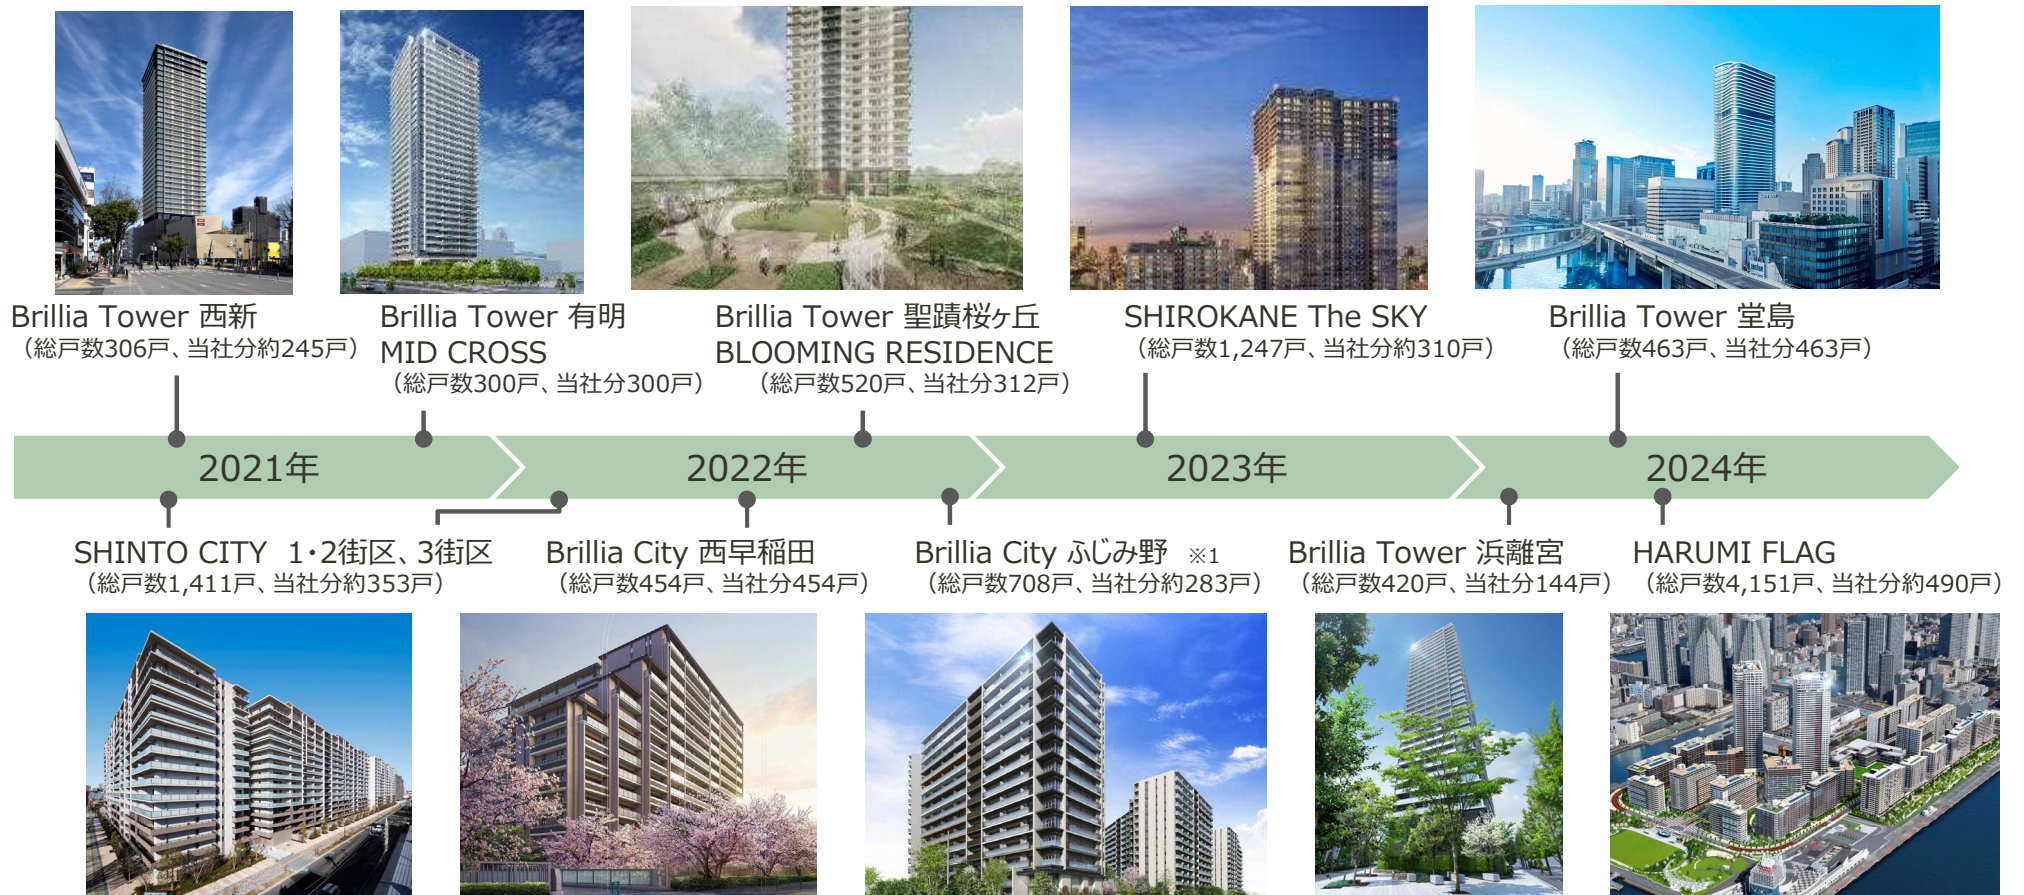 Brillia Tower 西新
（総戸数306戸、当社分約245戸）
Brillia Tower 有明
MID CROSS
（総戸数300戸、当社分300戸）
Brillia Tower 聖蹟桜ヶ丘
BLOOMING RESIDENCE
（総戸数520戸、当社分312戸）
SHIROKANE The SKY
（総戸数1,247戸、当社分約310戸）
Brillia Tower 堂島
（総戸数463戸、当社分463戸）
2021年
2022年
2023年
2024年
SHINTO CITY 1・2街区、3街区
（総戸数1,411戸、当社分約353戸）
Brillia City 西早稲田
（総戸数454戸、当社分454戸）
Brillia City ふじみ野 ※1
（総戸数708戸、当社分約283戸）
Brillia Tower 浜離宮
（総戸数420戸、当社分144戸）
HARUMI FLAG
（総戸数4,151戸、当社分約490戸）